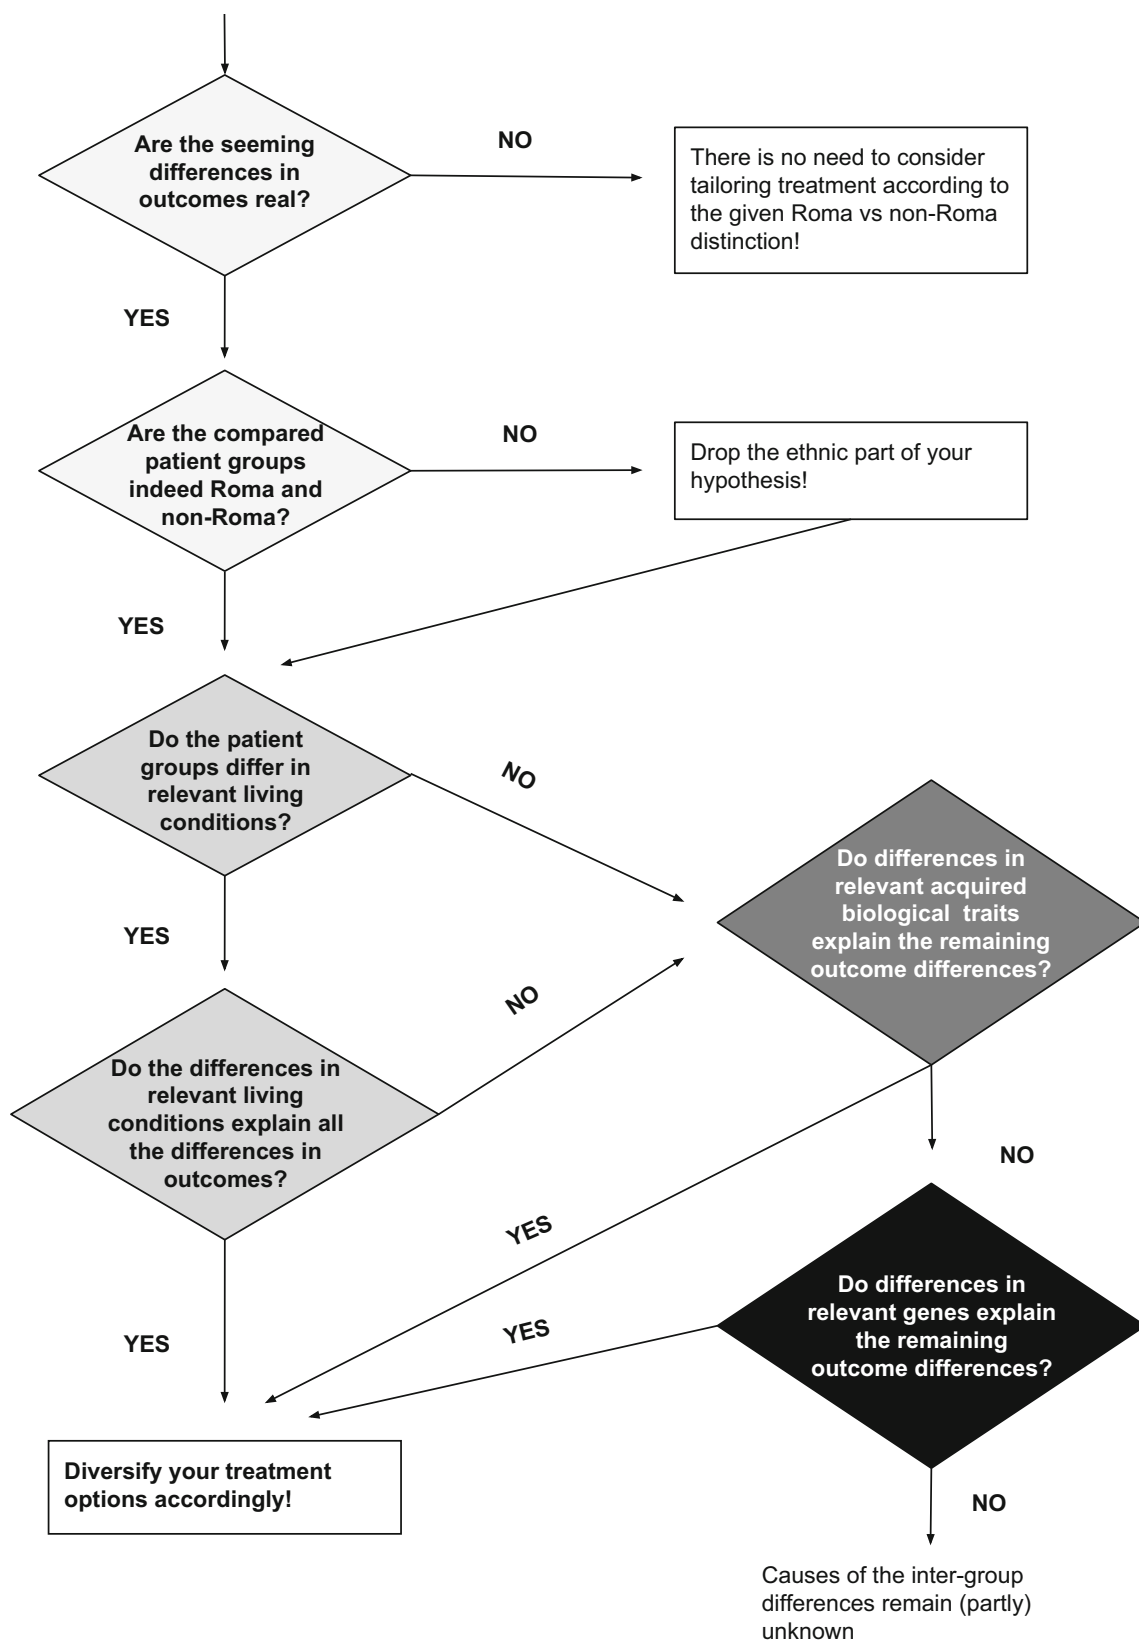 Are the seeming
differences in
outcomes real?
NO
There is no need to consider
tailoring treatment according to
the given Roma vs non-Roma
distinction!
YES
Are the compared
patient groups
indeed Roma and
non-Roma?
NO
Drop the ethnic part of your
hypothesis!
YES
Do the patient
groups differ in
relevant living
conditions?
NO
Do differences in
relevant acquired
biological traits
explain the remaining
outcome differences?
YES
NO
Do the differences in
relevant living
conditions explain all
the differences in
outcomes?
NO
YES
Do differences in
relevant genes explain
the remaining
outcome differences?
YES
YES
Diversify your treatment
options accordingly!
NO
Causes of the inter-group
differences remain (partly)
unknown